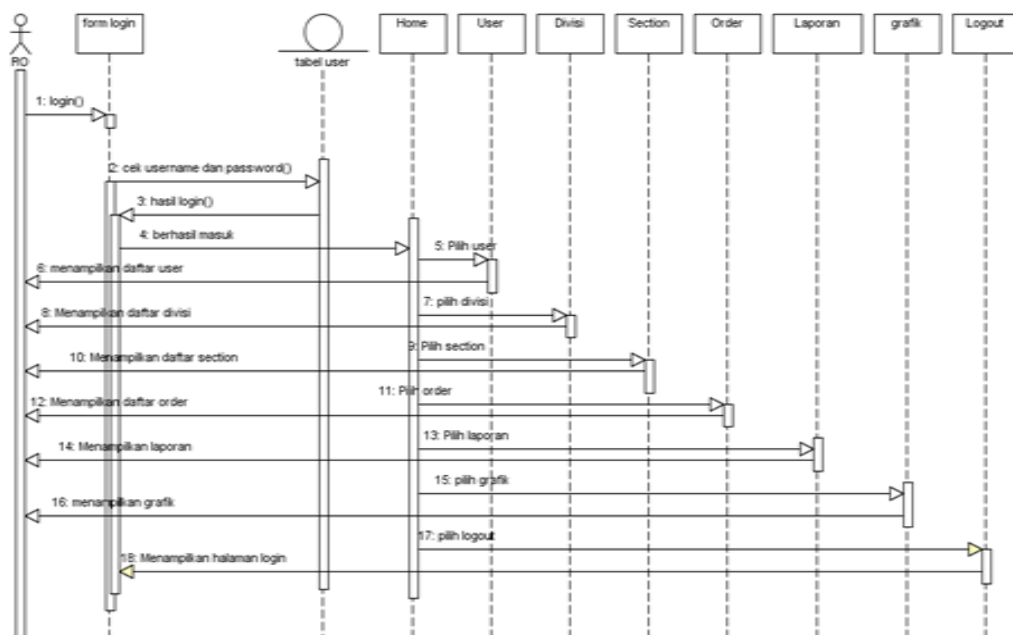 form login
Home
User
Divisi
Section
Order
Laporan
grafik
Logout
RO
tabel user
1: login()
2: cek username dan password()
3: hasil login()
4: berhasil masuk
5: Pilih user
6: menampilkan daftar user
7: pilih divisi
8: Menampilkan daftar divisi
9: Pilih section
10: Menampilkan daftar section
11: Pilih order
12: Menampilkan daftar order
13: Pilih laporan
14: Menampilkan laporan
15: pilih grafik
16: menampilkan grafik
17: pilih logout
18: Menampilkan halaman login